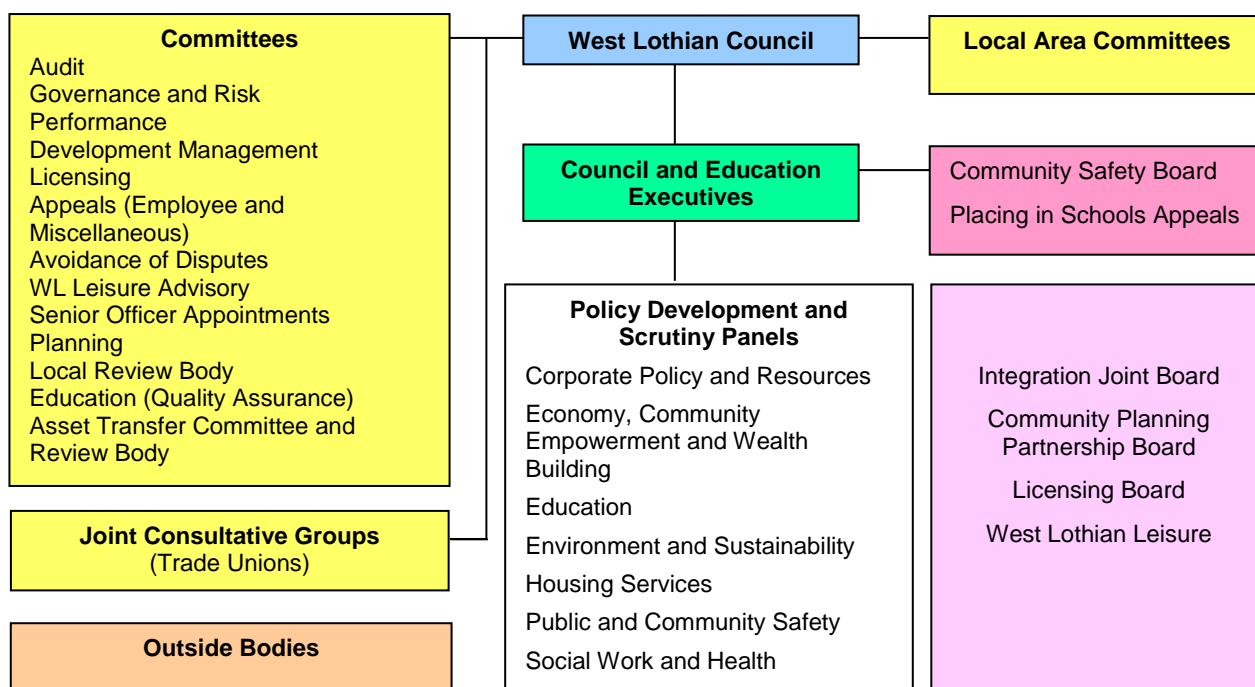 Committees
Audit
Governance and Risk
Performance
Development Management
Licensing
Appeals (Employee and
Miscellaneous)
Avoidance of Disputes
WL Leisure Advisory
Senior Officer Appointments
Planning
Local Review Body
Education (Quality Assurance)
Asset Transfer Committee and
Review Body
Joint Consultative Groups
(Trade Unions)
Outside Bodies
West Lothian Council
Council and Education
Executives
Policy Development and
Scrutiny Panels
Corporate Policy and Resources
Economy, Community
Empowerment and Wealth
Building
Education
Environment and Sustainability
Housing Services
Public and Community Safety
Social Work and Health
Local Area Committees
Community Safety Board
Placing in Schools Appeals
Integration Joint Board
Community Planning
Partnership Board
Licensing Board
West Lothian Leisure